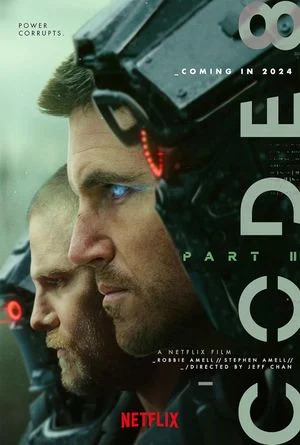 POWER
CORRUPTS.
_COMING IN 2024
CODE 8
PART II
A NETFLIX FILM
_ROBBIE AMELL // STEPHEN AMELL //
_/DIRECTED BY JEFF CHAN
NETFLIX